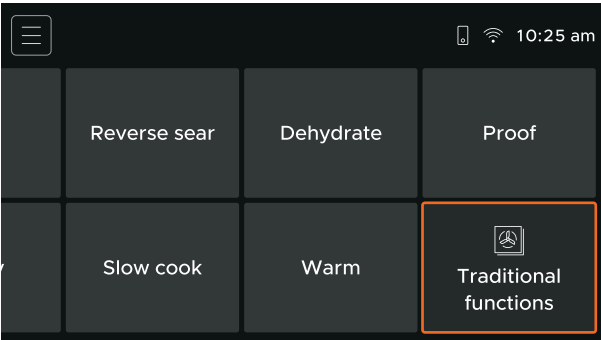 10:25 am
Reverse sear
Dehydrate
Proof
Slow cook
Warm
Traditional
functions